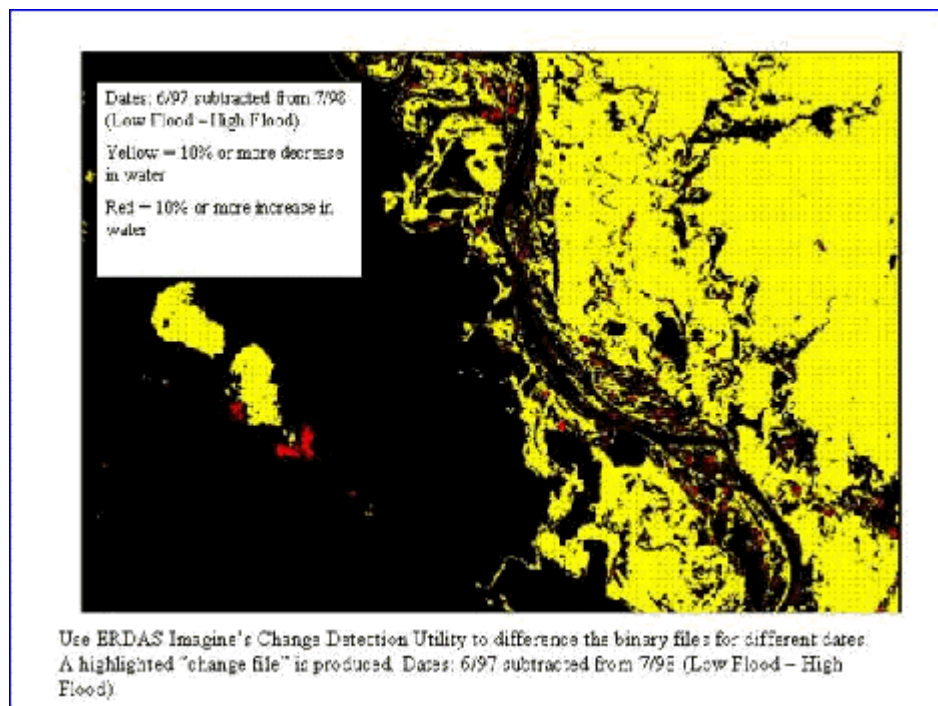 Dates: 6/97 subtracted from 7/98
(Low Flood – High Flood)
Yellow = 10% or more decrease
in water
Red = 10% or more increase in
water
Use ERDAS Imagine's Change Detection Utility to difference the binary files for different dates.
A highlighted "change file" is produced. Dates: 6/97 subtracted from 7/98 (Low Flood – High
Flood)